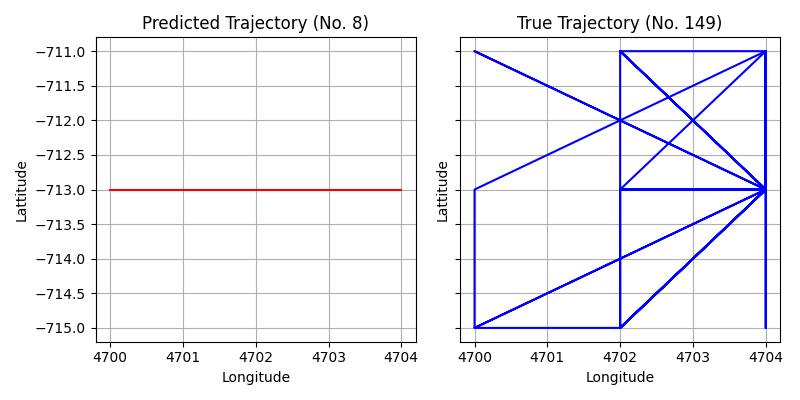 Predicted Trajectory (No. 8)
Lattitude
−711.0
−711.5
−712.0
−712.5
−713.0
−713.5
−714.0
−714.5
−715.0
4700 4701 4702 4703 4704
Longitude
True Trajectory (No. 149)
Lattitude
4700 4701 4702 4703 4704
Longitude